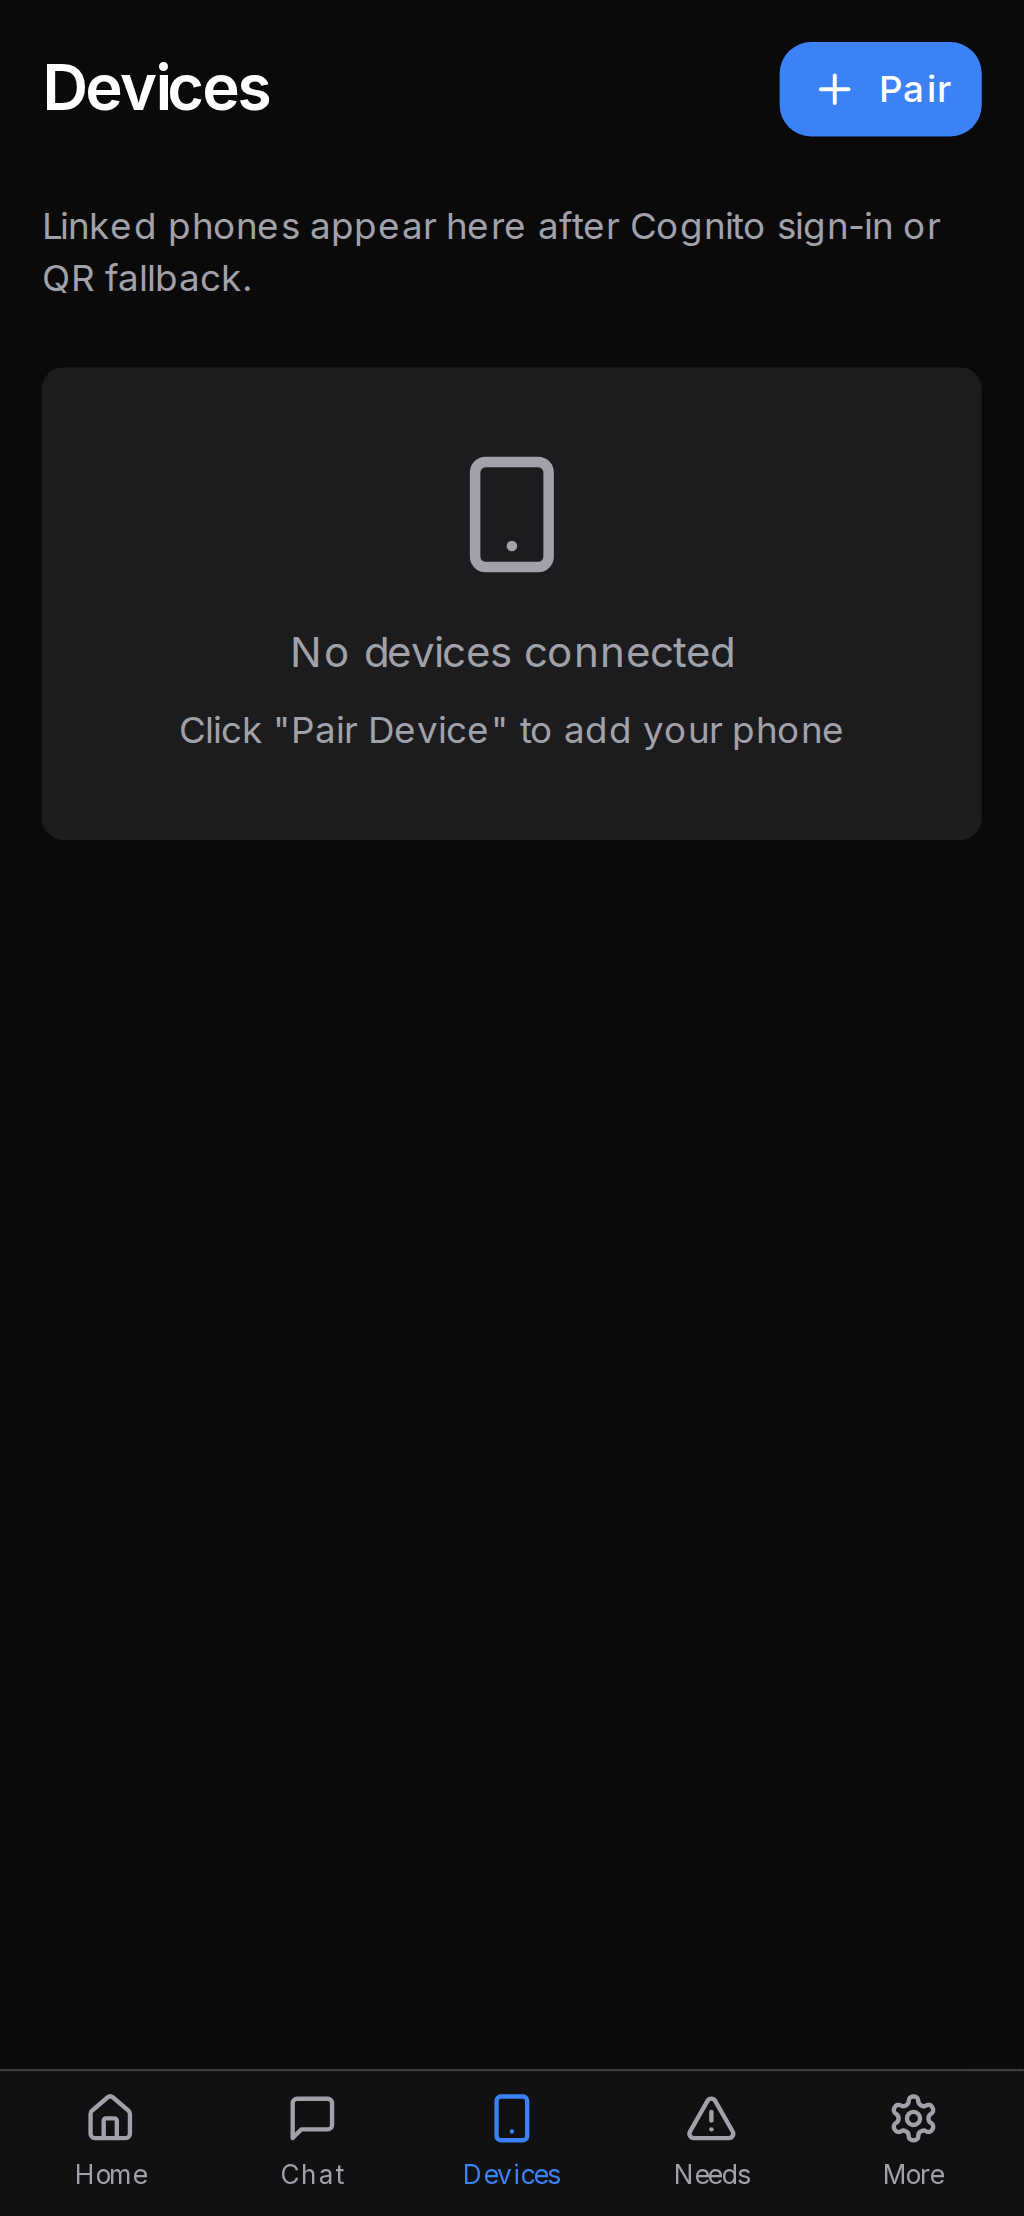 Devices
Pair
Linked phones appear here after Cognito sign-in or
QR fallback.
No devices connected
Click "Pair Device" to add your phone
Home
Chat
Devices
Needs
More